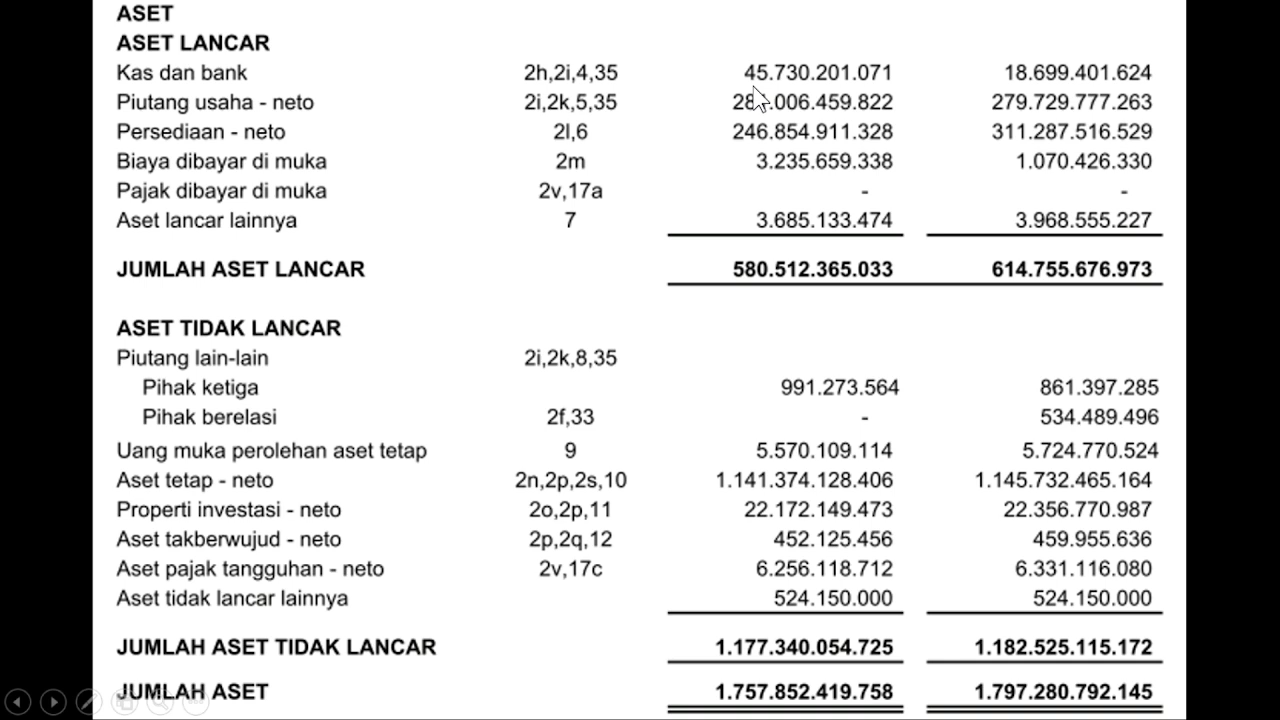 ASET
ASET LANCAR
Kas dan bank 2h,2i,4,35 45.730.201.071 18.699.401.624
Piutang usaha - neto 2i,2k,5,35 279.729.777.263
Persediaan - neto 2l,6 246.854.911.328 311.287.516.529
Biaya dibayar di muka 2m 3.235.659.338 1.070.426.330
Pajak dibayar di muka 2v,17a - -
Aset lancar lainnya 7 3.685.133.474 3.968.555.227
JUMLAH ASET LANCAR 580.512.365.033 614.755.676.973
ASET TIDAK LANCAR
Piutang lain-lain 2i,2k,8,35
Pihak ketiga 991.273.564 861.397.285
Pihak berelasi 2f,33 - 534.489.496
Uang muka perolehan aset tetap 9 5.570.109.114 5.724.770.524
Aset tetap - neto 2n,2p,2s,10 1.141.374.128.406 1.145.732.465.164
Properti investasi - neto 2o,2p,11 22.172.149.473 22.356.770.987
Aset takberwujud - neto 2p,2q,12 452.125.456 459.955.636
Aset pajak tangguhan - neto 2v,17c 6.256.118.712 6.331.116.080
Aset tidak lancar lainnya 524.150.000 524.150.000
JUMLAH ASET TIDAK LANCAR 1.177.340.054.725 1.182.525.115.172
JUMLAH ASET 1.757.852.419.758 1.797.280.792.145